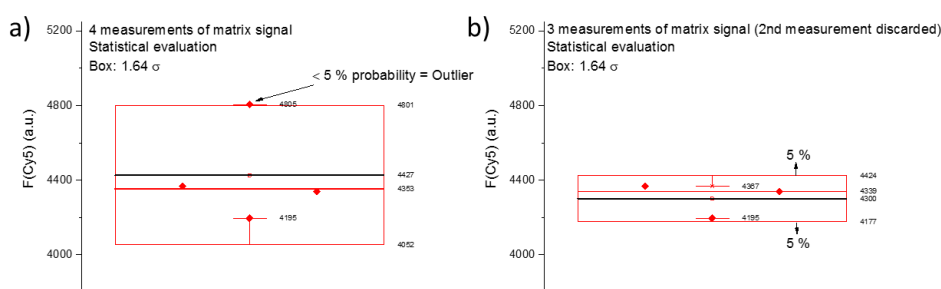 a)
4 measurements of matrix signal
Statistical evaluation
Box: 1.64 σ
< 5 % probability = Outlier
F(Cy5) (a.u.)
5200
4800
4400
4000
4805
4801
4427
4353
4195
4052
b)
3 measurements of matrix signal (2nd measurement discarded)
Statistical evaluation
Box: 1.64 σ
F(Cy5) (a.u.)
5200
4800
4400
4000
5 %
4424
4367
4339
4300
4195
4177
5 %